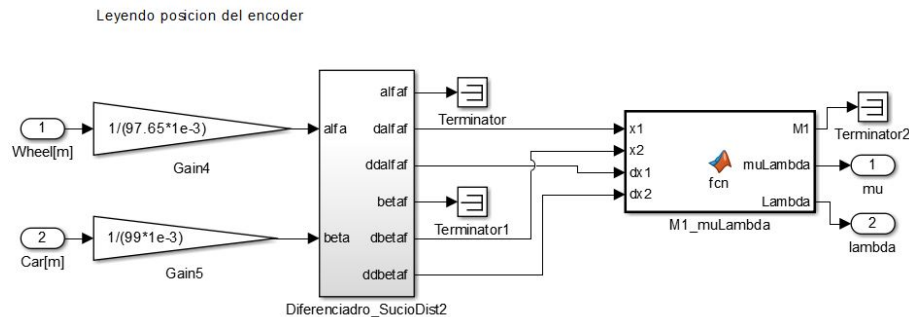 Leyendo posicion del encoder
1
Wheel[m]
1/(97.65*1e-3)
Gain4
2
Car[m]
1/(99*1e-3)
Gain5
alfa
beta
alfaf
dalfaf
ddalfaf
betaf
dbetaf
ddbetaf
Diferenciadro_SucioDist2
Terminator
Terminator1
x1
x2
dx1
dx2
fcn
M1
muLambda
Lambda
M1_muLambda
Terminator2
1
mu
2
lambda